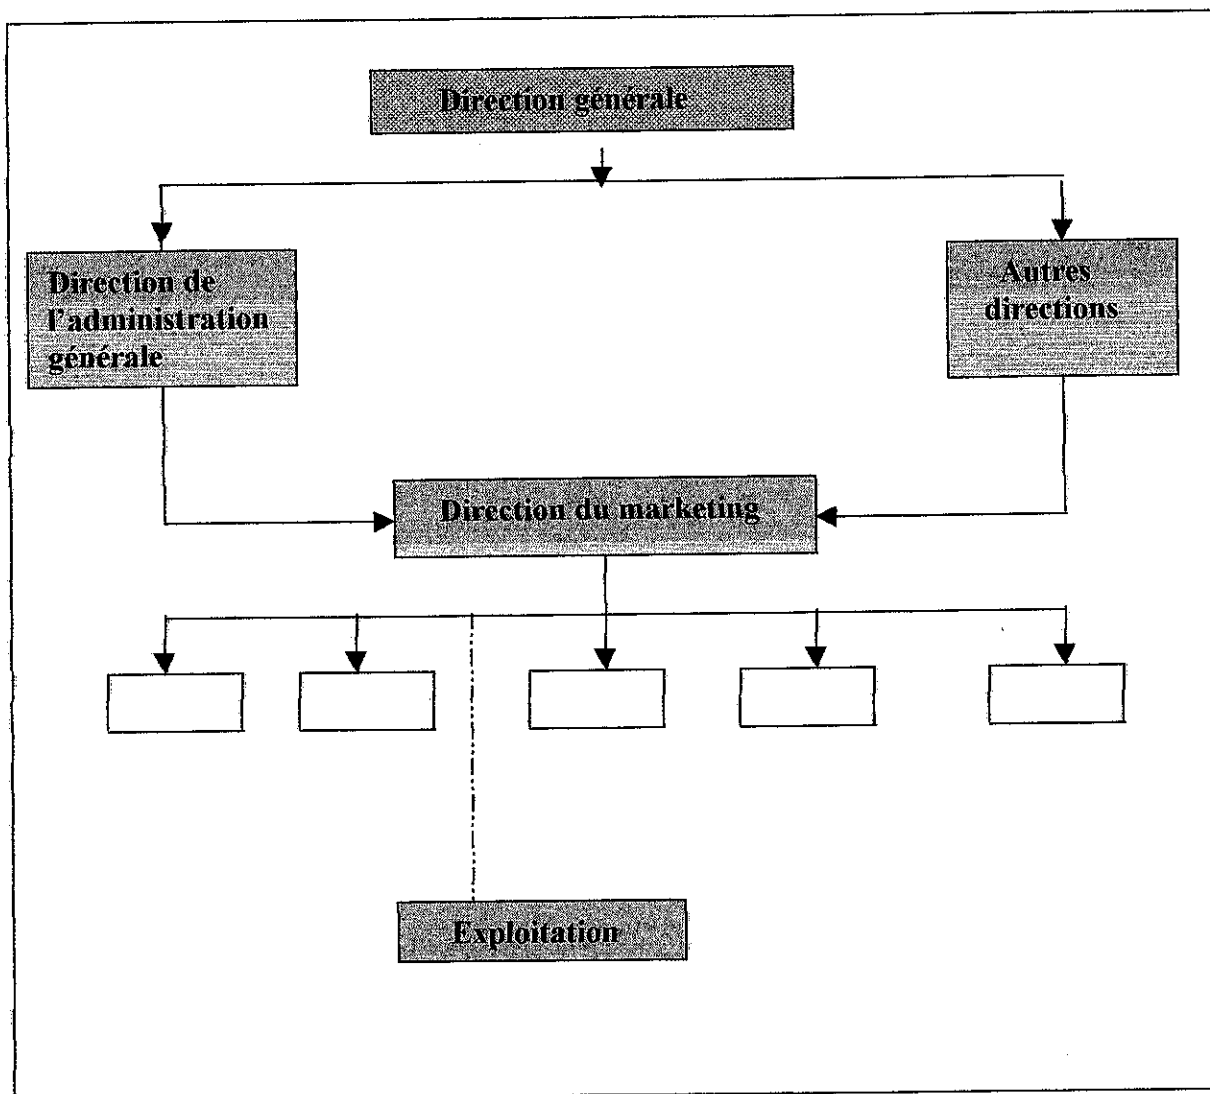 Direction générale
Direction de
l'administration
générale
Autres
directions
Direction du marketing
Exploitation